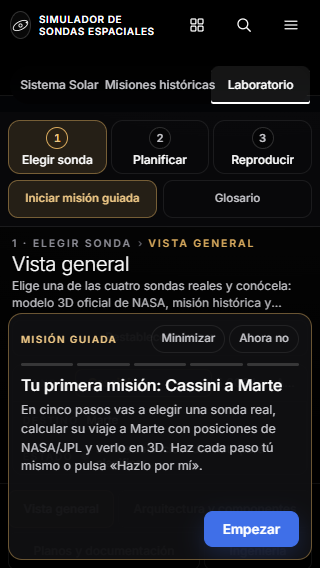 SIMULADOR DE
SONDAS ESPACIALES
Sistema Solar Misiones históricas Laboratorio
1 2 3
Elegir sonda Planificar Reproducir
Iniciar misión guiada Glosario
1 · ELEGIR SONDA › VISTA GENERAL
Vista general
Elige una de las cuatro sondas reales y conócela:
modelo 3D oficial de NASA, misión histórica y...
MISIÓN GUIADA Minimizar Ahora no
Tu primera misión: Cassini a Marte
En cinco pasos vas a elegir una sonda real,
calcular su viaje a Marte con posiciones de
NASA/JPL y verlo en 3D. Haz cada paso tú
mismo o pulsa «Hazlo por mí».
Vista general
Empezar